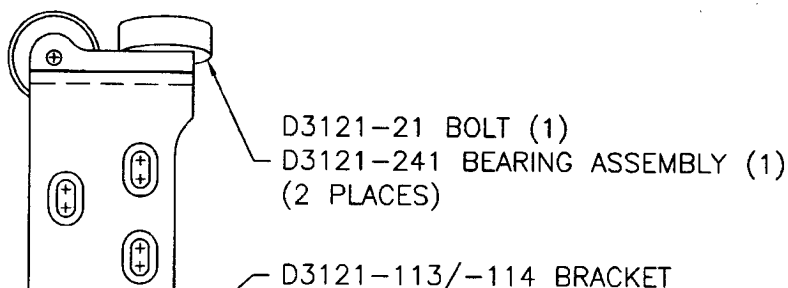 D3121-21 BOLT (1)
D3121-241 BEARING ASSEMBLY (1)
(2 PLACES)
D3121-113/-114 BRACKET